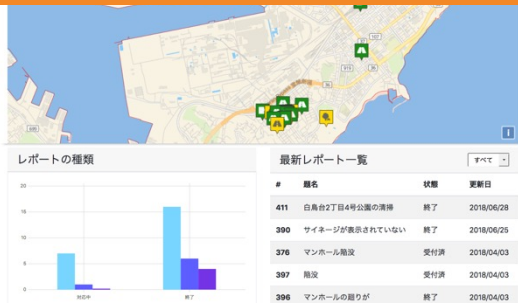 107
919
36
695
i
レポートの種類
最新レポート一覧
すべて
# 題名 状態 更新日
411 白鳥台2丁目4号公園の清掃 終了 2018/06/28
390 サイネージが表示されていない 終了 2018/06/25
376 マンホール陥没 受付済 2018/04/03
397 陥没 受付済 2018/04/03
396 マンホールの廻りが 終了 2018/04/03
20
10
5
0
対応中 終了